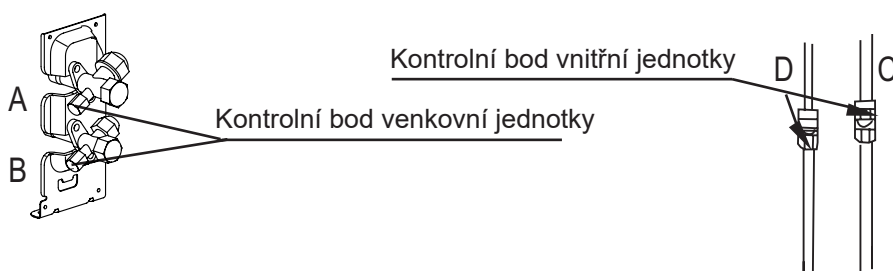 Kontrolní bod vnitřní jednotky
D
C
A
Kontrolní bod venkovní jednotky
B